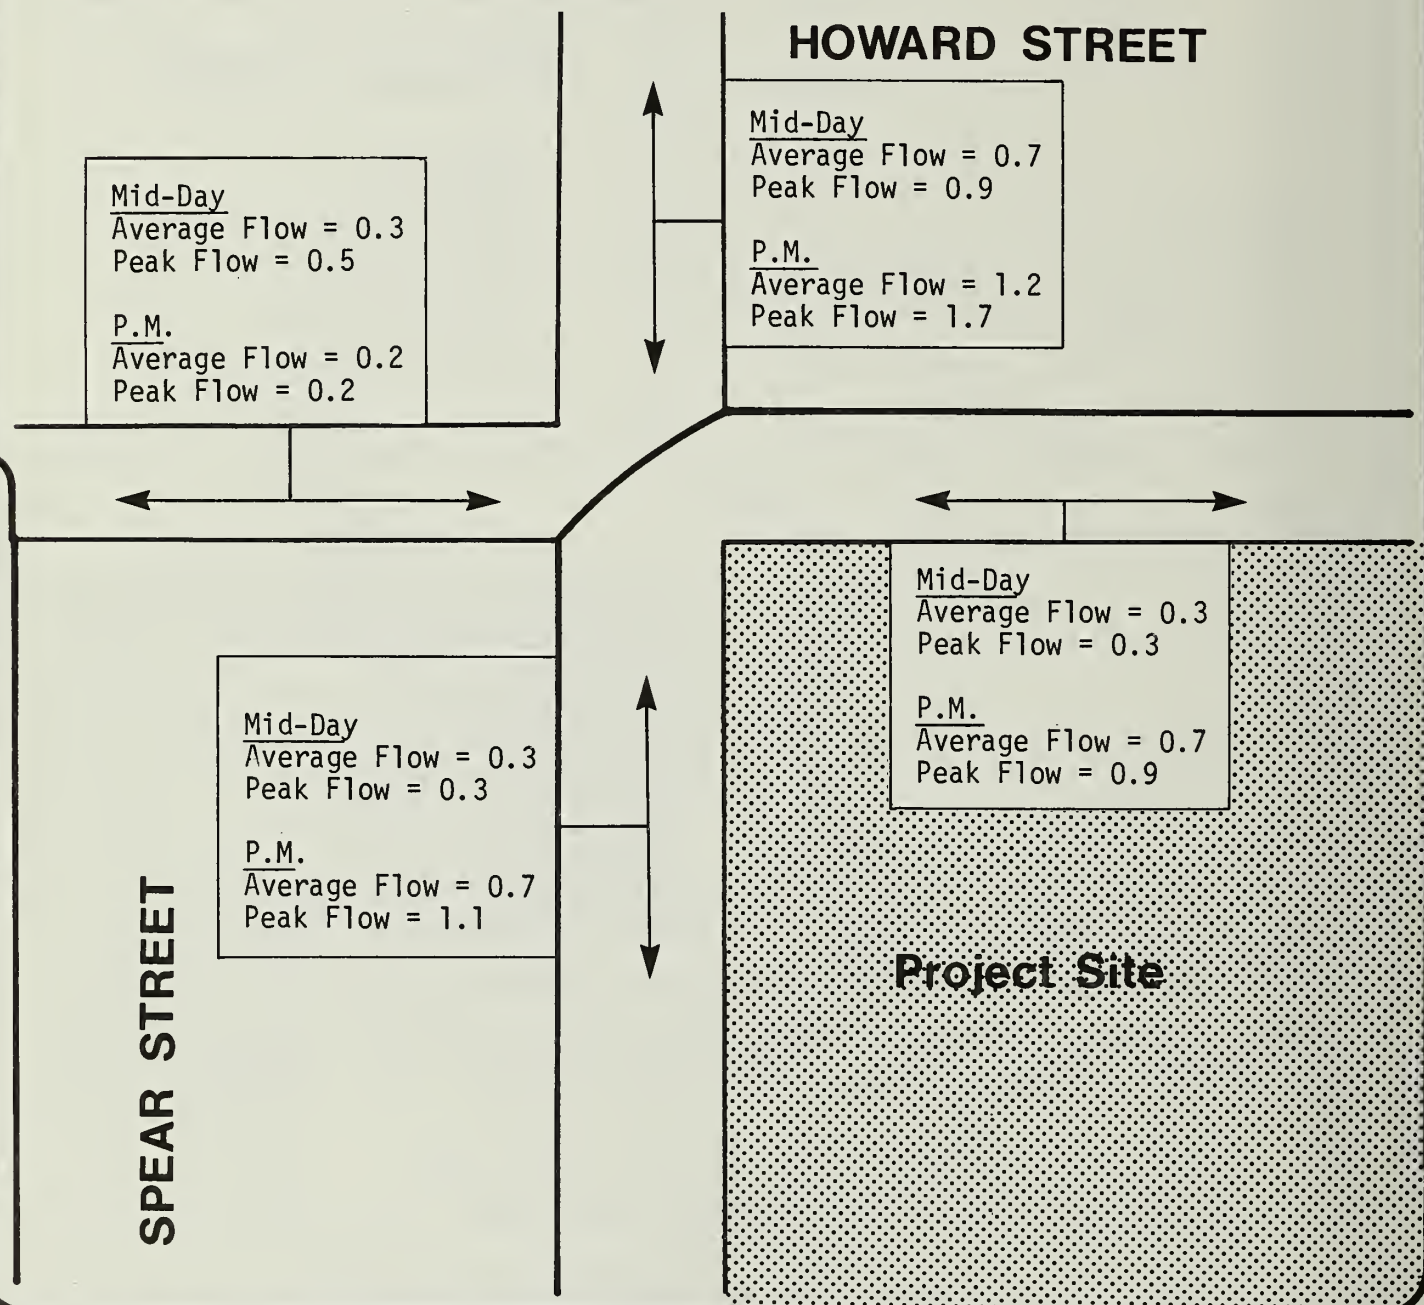 HOWARD STREET
Mid-Day
Average Flow = 0.7
Peak Flow = 0.9
P.M.
Average Flow = 1.2
Peak Flow = 1.7
Mid-Day
Average Flow = 0.3
Peak Flow = 0.5
P.M.
Average Flow = 0.2
Peak Flow = 0.2
Mid-Day
Average Flow = 0.3
Peak Flow = 0.3
P.M.
Average Flow = 0.7
Peak Flow = 0.9
Mid-Day
Average Flow = 0.3
Peak Flow = 0.3
P.M.
Average Flow = 0.7
Peak Flow = 1.1
SPEAR STREET
Project Site